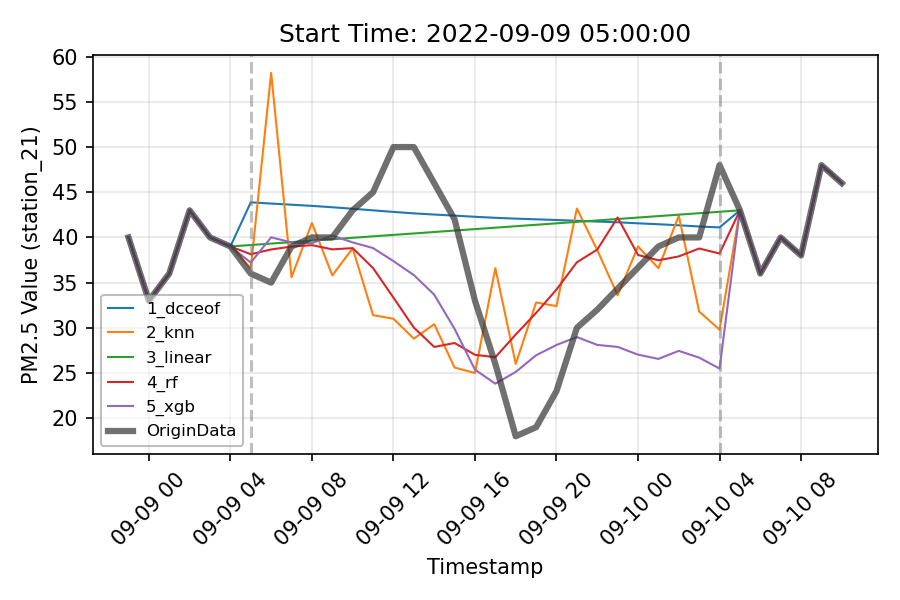 Start Time: 2022-09-09 05:00:00
PM2.5 Value (station_21)
60
55
50
45
40
35
30
25
20
1_dcceof
2_knn
3_linear
4_rf
5_xgb
OriginData
09-09 00
09-09 04
09-09 08
09-09 12
09-09 16
09-09 20
09-10 00
09-10 04
09-10 08
Timestamp